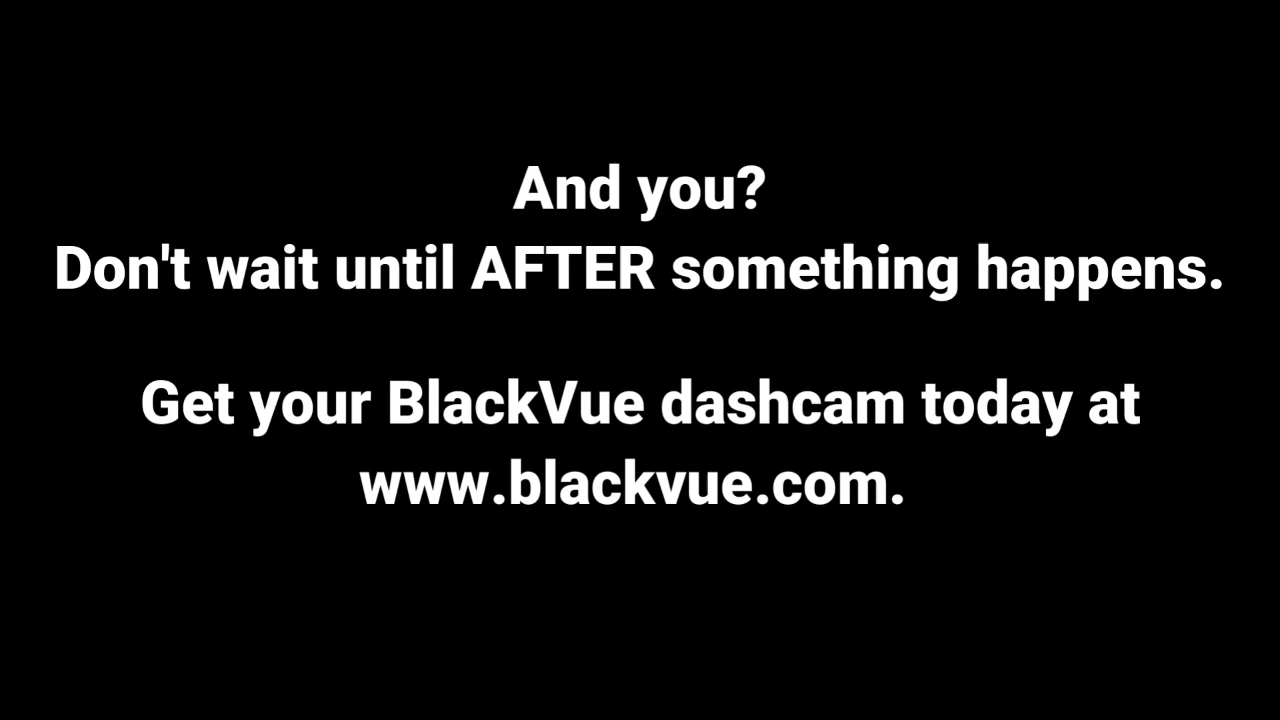 And you?
Don't wait until AFTER something happens.
Get your BlackVue dashcam today at
www.blackvue.com.